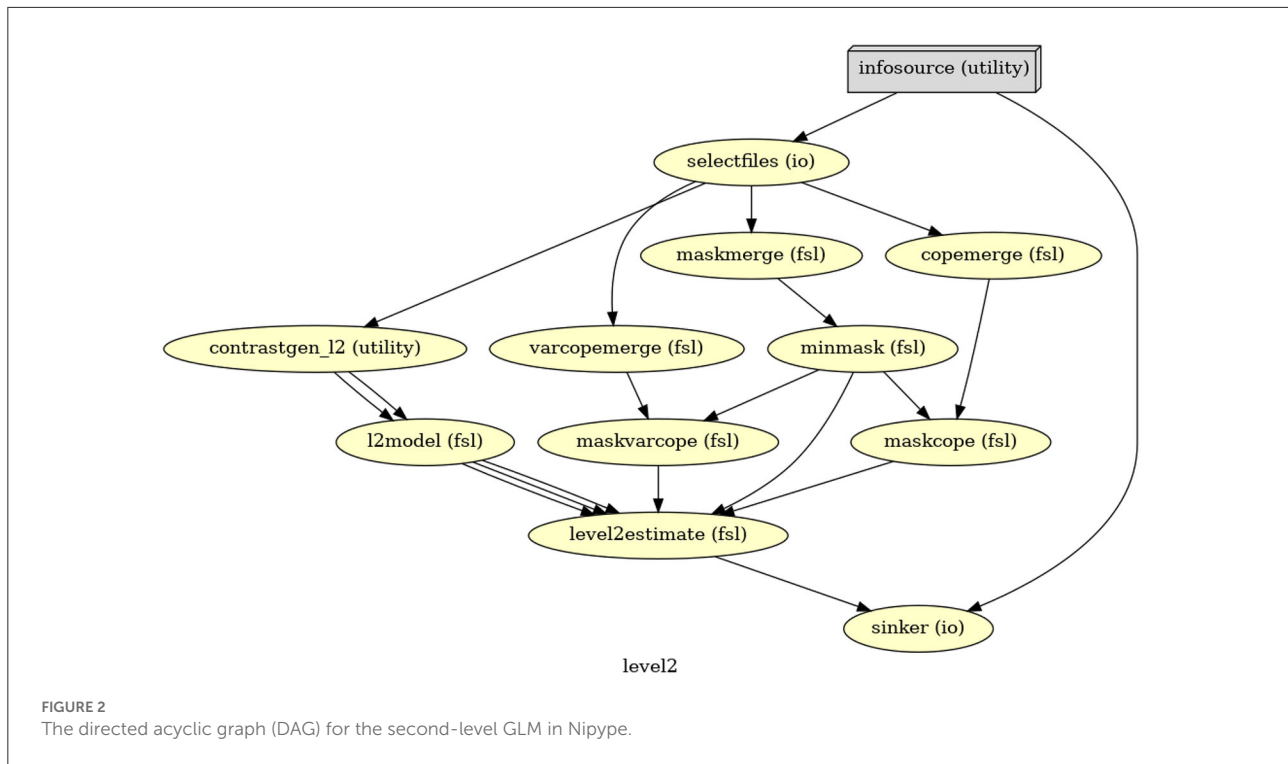 infosource (utility)
selectfiles (io)
maskmerge (fsl)
copemerge (fsl)
contrastgen_l2 (utility)
varcopemerge (fsl)
minmask (fsl)
l2model (fsl)
maskvarcope (fsl)
maskcope (fsl)
level2estimate (fsl)
sinker (io)
level2
FIGURE 2
The directed acyclic graph (DAG) for the second-level GLM in Nipype.